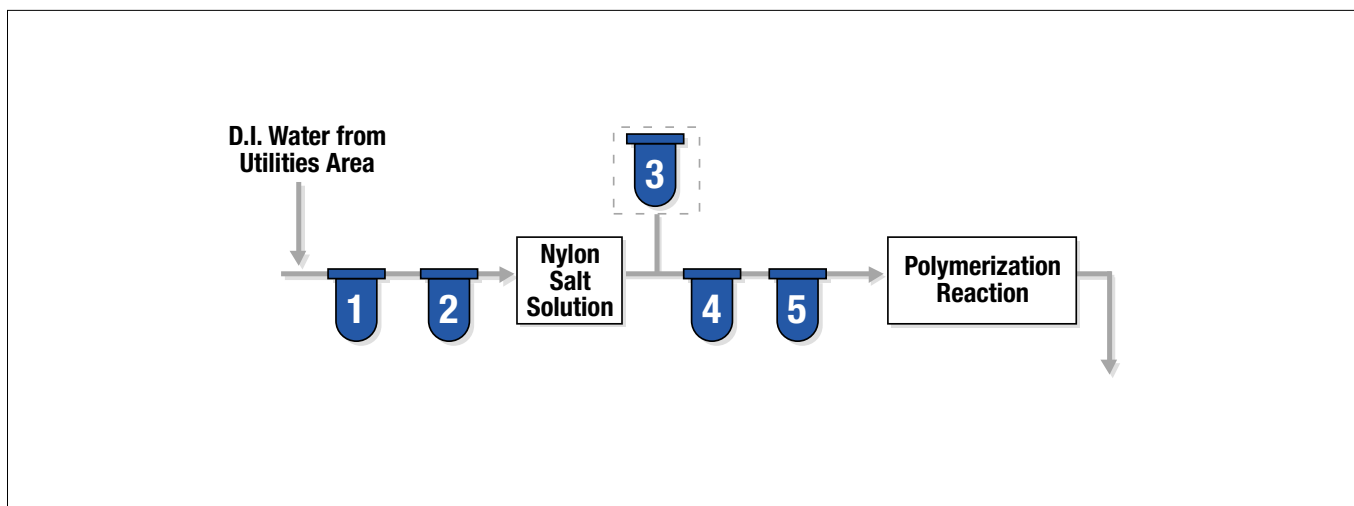 D.I. Water from
Utilities Area
3
1
2
Nylon
Salt
Solution
4
5
Polymerization
Reaction